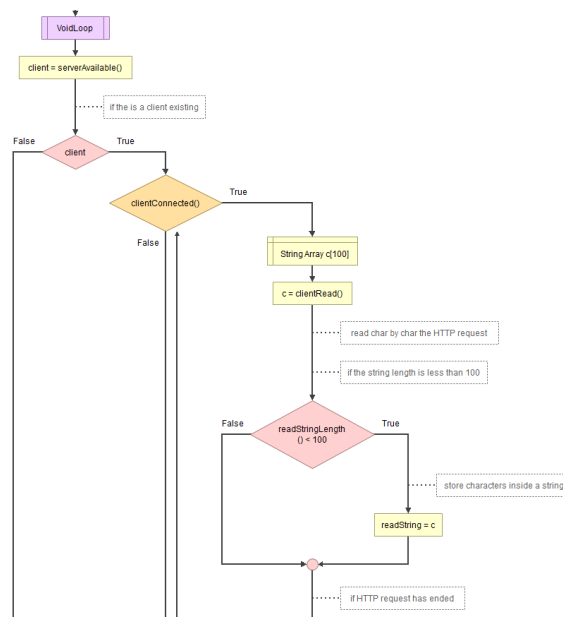 VoidLoop
client = serverAvailable()
if the is a client existing
False
True
client
clientConnected()
True
False
String Array c[100]
c = clientRead()
read char by char the HTTP request
if the string length is less than 100
False
True
readStringLength
() < 100
store characters inside a string
readString = c
if HTTP request has ended